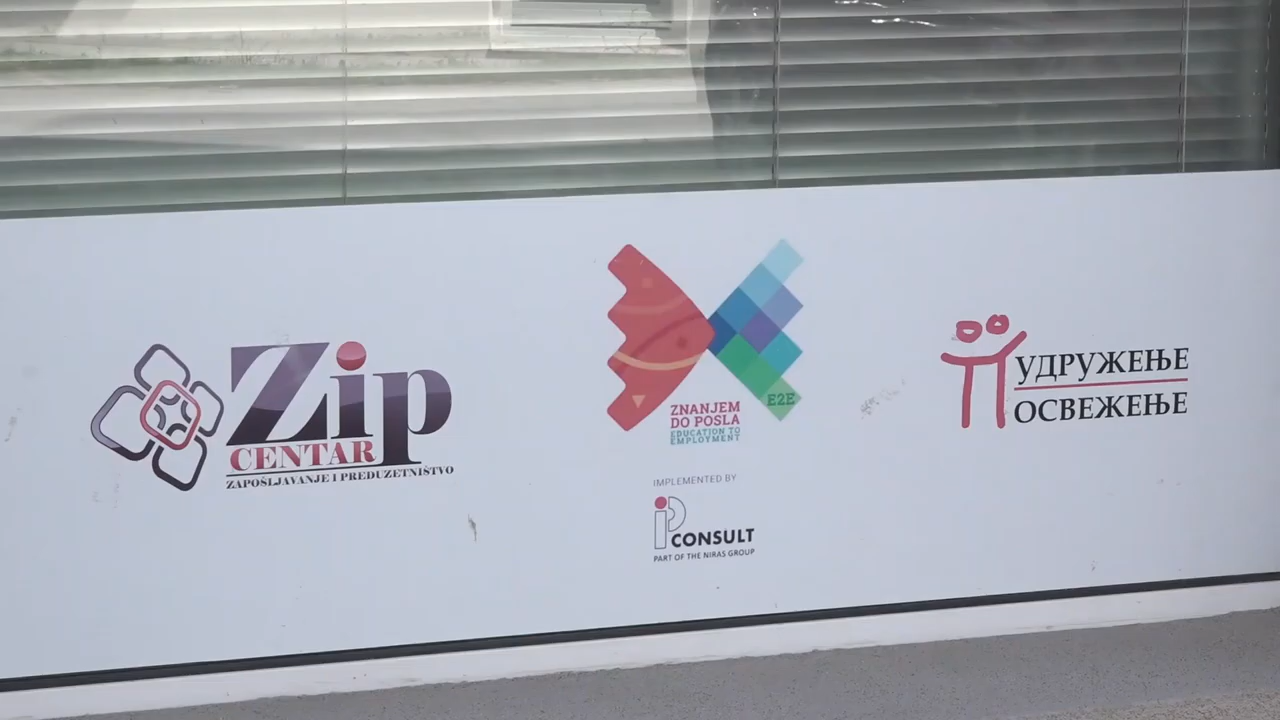 Zip
CENTAR
ZAPOŠLJAVANJE I PREDUZETNIŠTVO
E2E
ZNANJEM
DO POSLA
EDUCATION TO
EMPLOYMENT
IMPLEMENTED BY
iP CONSULT
PART OF THE NIRAS GROUP
УДРУЖЕЊЕ
ОСВЕЖЕЊЕ